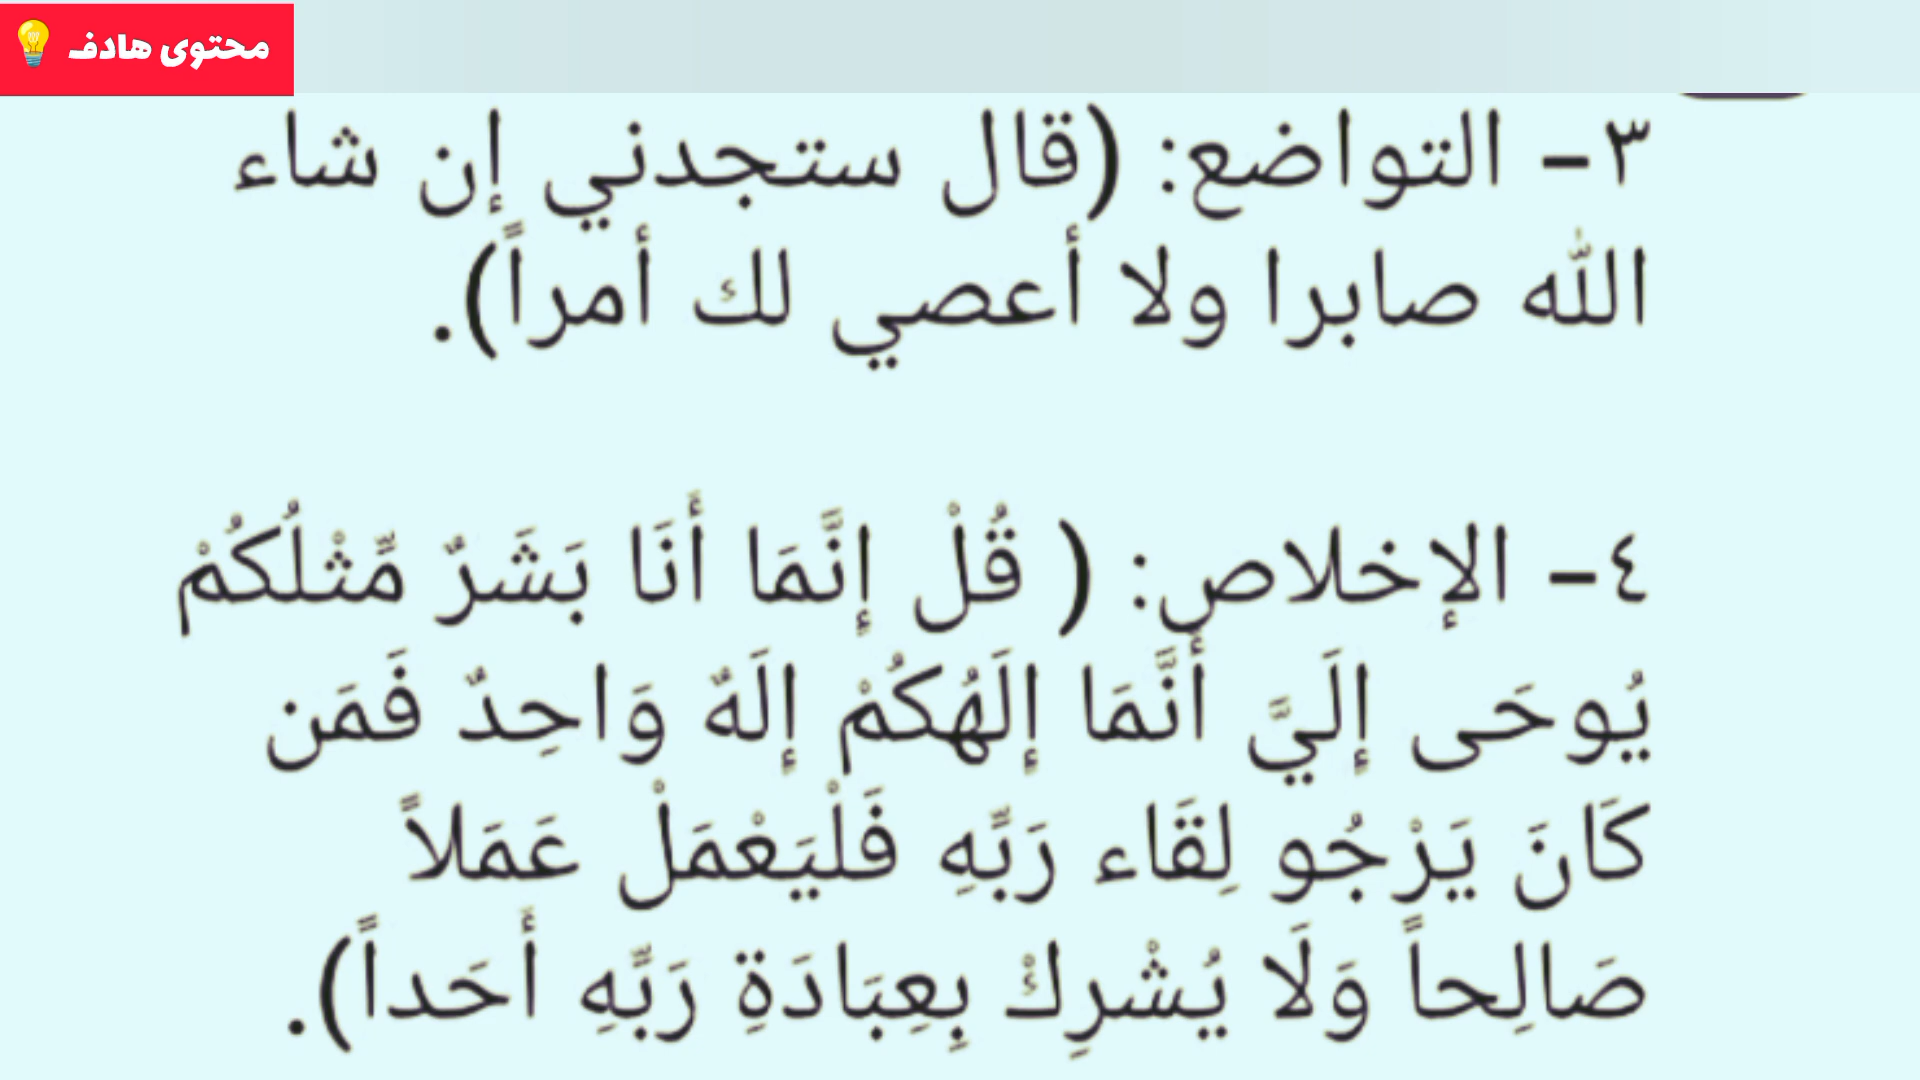 محتوى هادف
٣- التواضع: (قال ستجدني إن شاء
الله صابرا ولا أعصي لك أمراً).
٤- الإخلاص: ( قُلْ إِنَّمَا أَنَا بَشَرٌ مِّثْلُكُمْ
يُوحَى إِلَيَّ أَنَّمَا إِلَهُكُمْ إِلَهٌ وَاحِدٌ فَمَن
كَانَ يَرْجُو لِقَاء رَبِّهِ فَلْيَعْمَلْ عَمَلاً
صَالِحاً وَلَا يُشْرِكْ بِعِبَادَةِ رَبِّهِ أَحَداً).